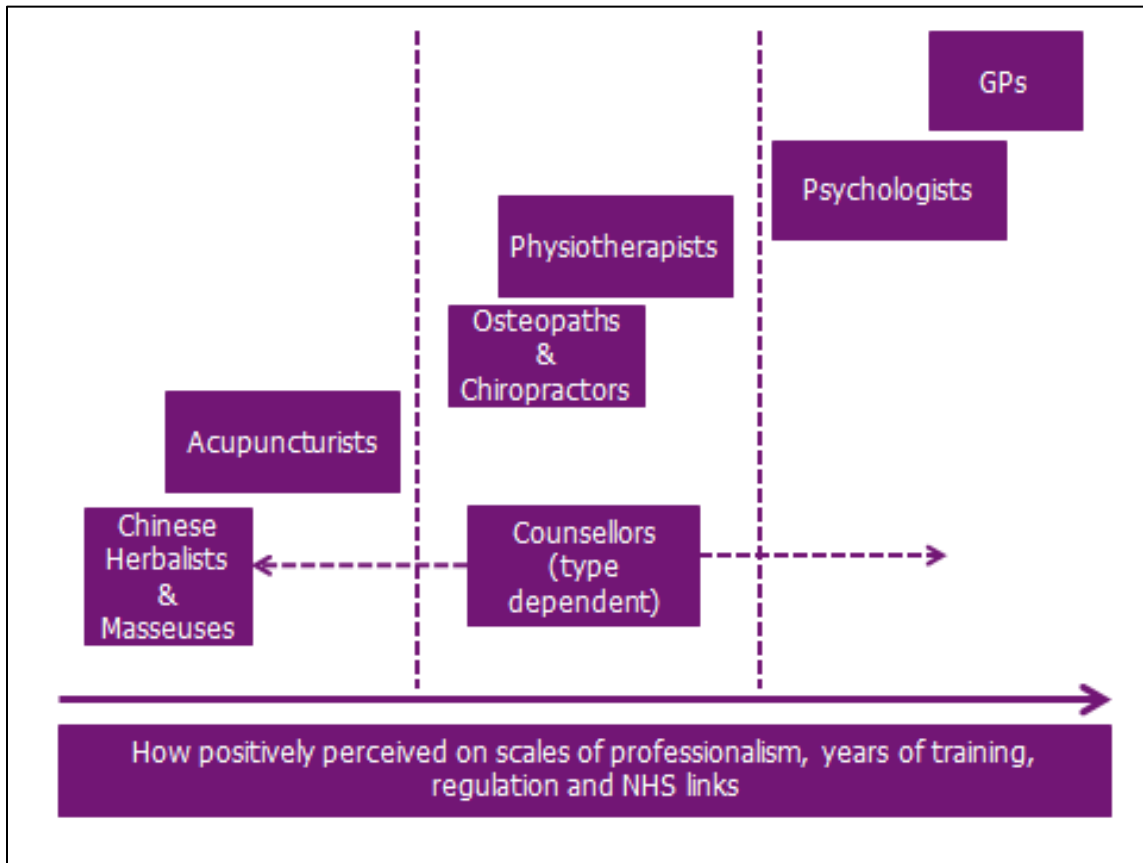 GPs
Psychologists
Physiotherapists
Osteopaths
&
Chiropractors
Acupuncturists
Chinese
Herbalists
&
Masseuses
Counsellors
(type
dependent)
How positively perceived on scales of professionalism, years of training,
regulation and NHS links